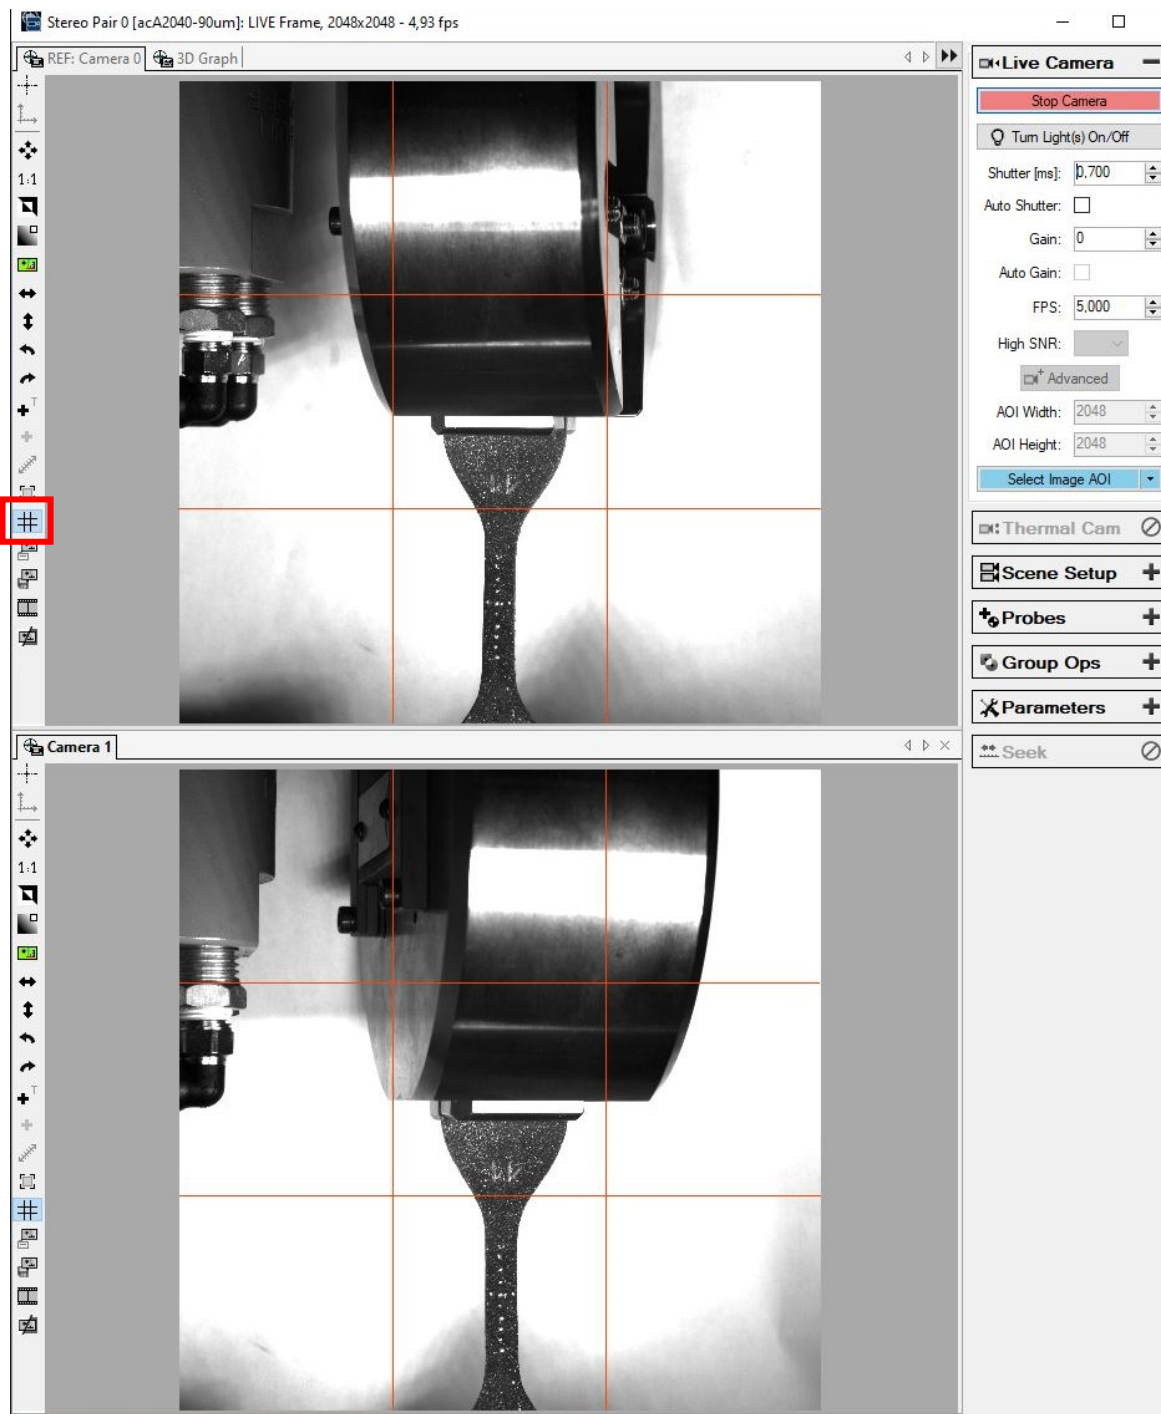 Stereo Pair 0 [acA2040-90um]: LIVE Frame, 2048x2048 - 4,93 fps
REF: Camera 0 3D Graph
1:1
T
Camera 1
1:1
T
Live Camera
Stop Camera
Turn Light(s) On/Off
Shutter [ms]: 0,700
Auto Shutter:
Gain: 0
Auto Gain:
FPS: 5,000
High SNR:
Advanced
AOI Width: 2048
AOI Height: 2048
Select Image AOI
Thermal Cam
Scene Setup
Probes
Group Ops
Parameters
Seek